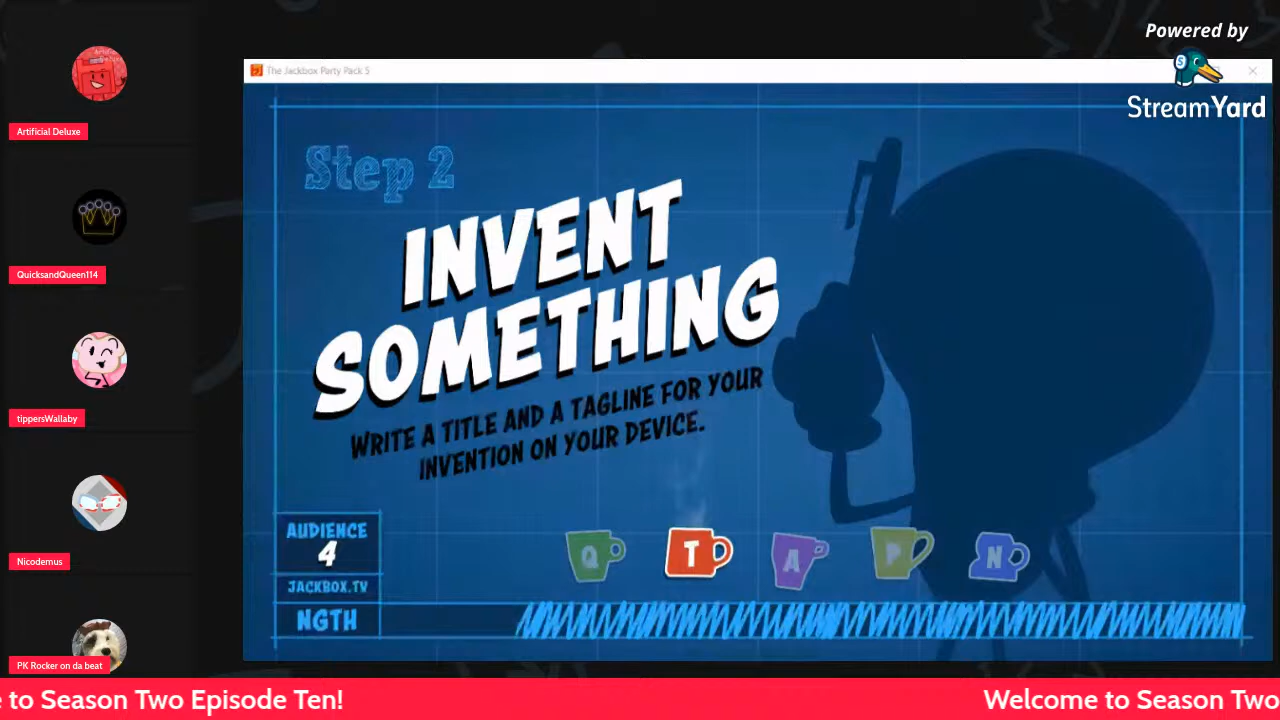 Powered by
StreamYard
The Jackbox Party Pack 5
Artificial Deluxe
QuicksandQueen114
tippersWallaby
Nicodemus
PK Rocker on da beat
Step 2
INVENT
SOMETHING
WRITE A TITLE AND A TAGLINE FOR YOUR
INVENTION ON YOUR DEVICE.
AUDIENCE
4
JACKBOX.TV
NGTH
Q T A P N
e to Season Two Episode Ten! Welcome to Season Two